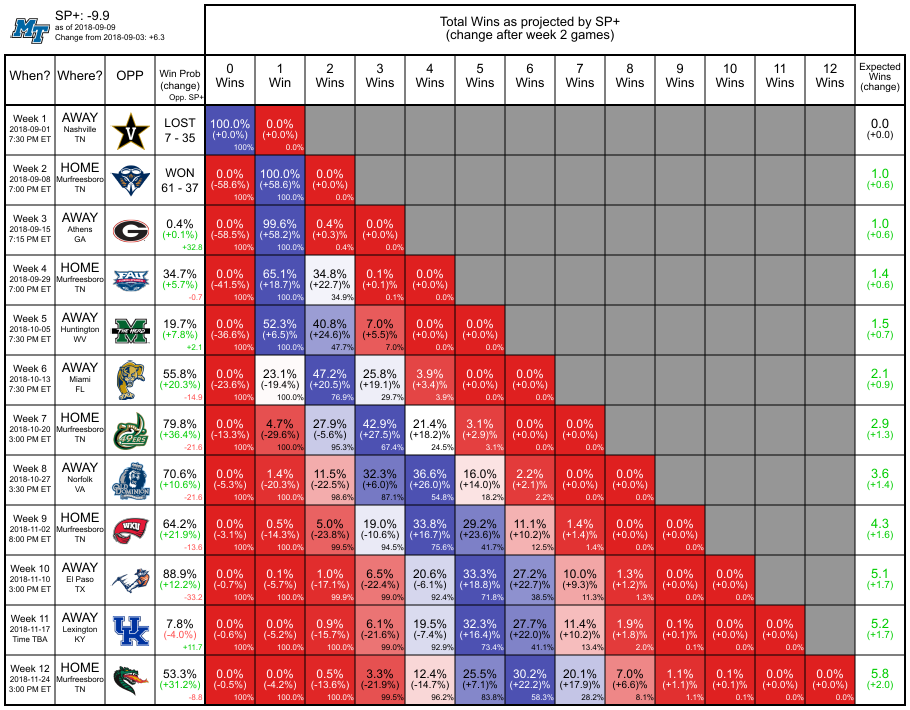 SP+: -9.9
as of 2018-09-09
Change from 2018-09-03: +6.3
Total Wins as projected by SP+
(change after week 2 games)
When? Where? OPP Win Prob (change) Opp. SP+ 0 Wins 1 Win 2 Wins 3 Wins 4 Wins 5 Wins 6 Wins 7 Wins 8 Wins 9 Wins 10 Wins 11 Wins 12 Wins Expected Wins (change)
Week 1 AWAY LOST 100.0% 0.0% 0.0
2018-09-01 Nashville 7 - 35 (+0.0%) (+0.0%) (+0.0)
7:30 PM ET TN V 100% 0.0%
Week 2 HOME WON 0.0% 100.0% 0.0% 1.0
2018-09-08 Murfreesboro 61 - 37 (-58.6%) (+58.6)% (+0.0%) (+0.6)
7:00 PM ET TN 100% 100.0% 0.0%
Week 3 AWAY G 0.4% 0.0% 99.6% 0.4% 0.0% 1.0
2018-09-15 Athens (+0.1%) (-58.5%) (+58.2)% (+0.3)% (+0.0)% (+0.6)
7:15 PM ET GA +32.8 100% 100.0% 0.4% 0.0%
Week 4 HOME FAU 34.7% 0.0% 65.1% 34.8% 0.1% 0.0% 1.4
2018-09-29 Murfreesboro (+5.7%) (-41.5%) (+18.7)% (+22.7)% (+0.1)% (+0.0)% (+0.6)
7:00 PM ET TN -0.7 100% 100.0% 34.9% 0.1% 0.0%
Week 5 AWAY M THE HERD 19.7% 0.0% 52.3% 40.8% 7.0% 0.0% 0.0% 1.5
2018-10-05 Huntington (+7.8%) (-36.6%) (+6.5)% (+24.6)% (+5.5)% (+0.0)% (+0.0)% (+0.7)
7:30 PM ET WV +2.1 100% 100.0% 47.7% 7.0% 0.0% 0.0%
Week 6 AWAY 55.8% 0.0% 23.1% 47.2% 25.8% 3.9% 0.0% 0.0% 2.1
2018-10-13 Miami (+20.3%) (-23.6%) (-19.4%) (+20.5)% (+19.1)% (+3.4)% (+0.0)% (+0.0)% (+0.9)
7:30 PM ET FL -14.9 100% 100.0% 76.9% 29.7% 3.9% 0.0% 0.0%
Week 7 HOME 49ERS 79.8% 0.0% 4.7% 27.9% 42.9% 21.4% 3.1% 0.0% 0.0% 2.9
2018-10-20 Murfreesboro (+36.4%) (-13.3%) (-29.6%) (-5.6%) (+27.5)% (+18.2)% (+2.9)% (+0.0)% (+0.0)% (+1.3)
3:00 PM ET TN -21.6 100% 100.0% 95.3% 67.4% 24.5% 3.1% 0.0% 0.0%
Week 8 AWAY OLD DOMINION 70.6% 0.0% 1.4% 11.5% 32.3% 36.6% 16.0% 2.2% 0.0% 0.0% 3.6
2018-10-27 Norfolk (+10.6%) (-5.3%) (-20.3%) (-22.5%) (+6.0)% (+26.0)% (+14.0)% (+2.1)% (+0.0)% (+0.0)% (+1.4)
3:30 PM ET VA -21.6 100% 100.0% 98.6% 87.1% 54.8% 18.2% 2.2% 0.0% 0.0%
Week 9 HOME WKU 64.2% 0.0% 0.5% 5.0% 19.0% 33.8% 29.2% 11.1% 1.4% 0.0% 0.0% 4.3
2018-11-02 Murfreesboro (+21.9%) (-3.1%) (-14.3%) (-23.8%) (-10.6%) (+16.7)% (+23.6)% (+10.2)% (+1.4)% (+0.0)% (+0.0)% (+1.6)
8:00 PM ET TN -13.6 100% 100.0% 99.5% 94.5% 75.6% 41.7% 12.5% 1.4% 0.0% 0.0%
Week 10 AWAY 88.9% 0.0% 0.1% 1.0% 6.5% 20.6% 33.3% 27.2% 10.0% 1.3% 0.0% 0.0% 5.1
2018-11-10 El Paso (+12.2%) (-0.7%) (-5.7%) (-17.1%) (-22.4%) (-6.1%) (+18.8)% (+22.7)% (+9.3)% (+1.2)% (+0.0)% (+0.0)% (+1.7)
3:00 PM ET TX -33.2 100% 100.0% 99.9% 99.0% 92.4% 71.8% 38.5% 11.3% 1.3% 0.0% 0.0%
Week 11 AWAY UK 7.8% 0.0% 0.0% 0.9% 6.1% 19.5% 32.3% 27.7% 11.4% 1.9% 0.1% 0.0% 0.0% 5.2
2018-11-17 Lexington (-4.0%) (-0.6%) (-5.2%) (-15.7%) (-21.6%) (-7.4%) (+16.4)% (+22.0)% (+10.2)% (+1.8)% (+0.1)% (+0.0)% (+0.0)% (+1.7)
Time TBA KY +11.7 100% 100.0% 100.0% 99.0% 92.9% 73.4% 41.1% 13.4% 2.0% 0.1% 0.0% 0.0%
Week 12 HOME 53.3% 0.0% 0.0% 0.5% 3.3% 12.4% 25.5% 30.2% 20.1% 7.0% 1.1% 0.1% 0.0% 0.0% 5.8
2018-11-24 Murfreesboro (+31.2%) (-0.5%) (-4.2%) (-13.6%) (-21.9%) (-14.7%) (+7.1)% (+22.2)% (+17.9)% (+6.6)% (+1.1)% (+0.1)% (+0.0)% (+0.0)% (+2.0)
3:00 PM ET TN -8.8 100% 100.0% 100.0% 99.5% 96.2% 83.8% 58.3% 28.2% 8.1% 1.1% 0.1% 0.0% 0.0%